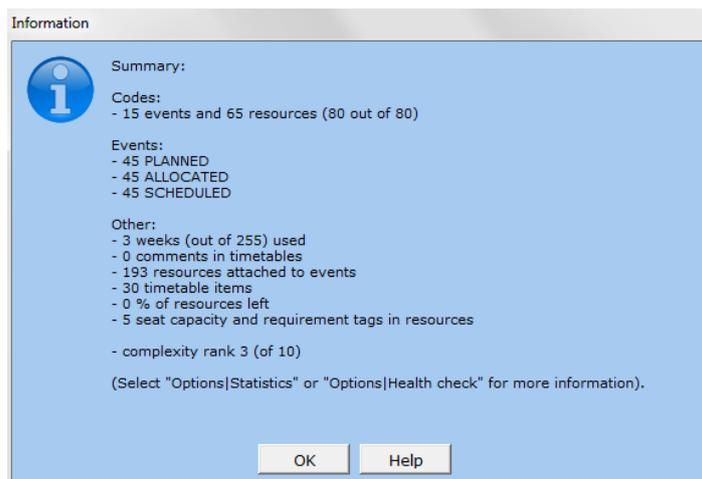 Information
Summary:
Codes:
- 15 events and 65 resources (80 out of 80)
Events:
- 45 PLANNED
- 45 ALLOCATED
- 45 SCHEDULED
Other:
- 3 weeks (out of 255) used
- 0 comments in timetables
- 193 resources attached to events
- 30 timetable items
- 0 % of resources left
- 5 seat capacity and requirement tags in resources
- complexity rank 3 (of 10)
(Select "Options|Statistics" or "Options|Health check" for more information).
OK Help